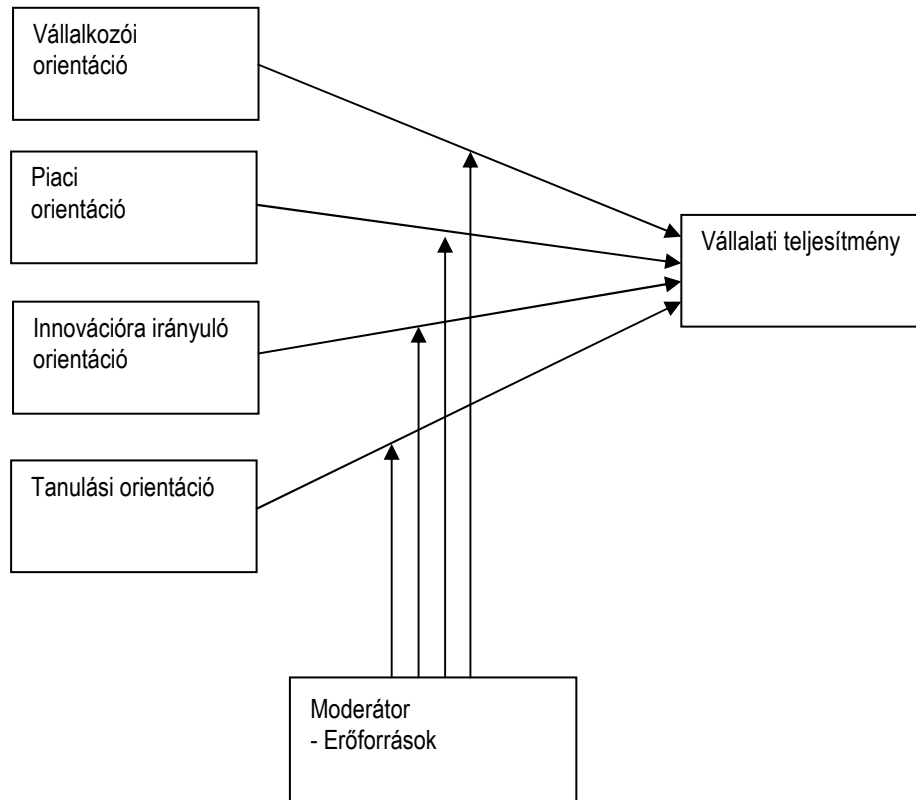 Vállalkozói
orientáció
Piaci
orientáció
Innovációra irányuló
orientáció
Tanulási orientáció
Vállalati teljesítmény
Moderátor
- Erőforrások